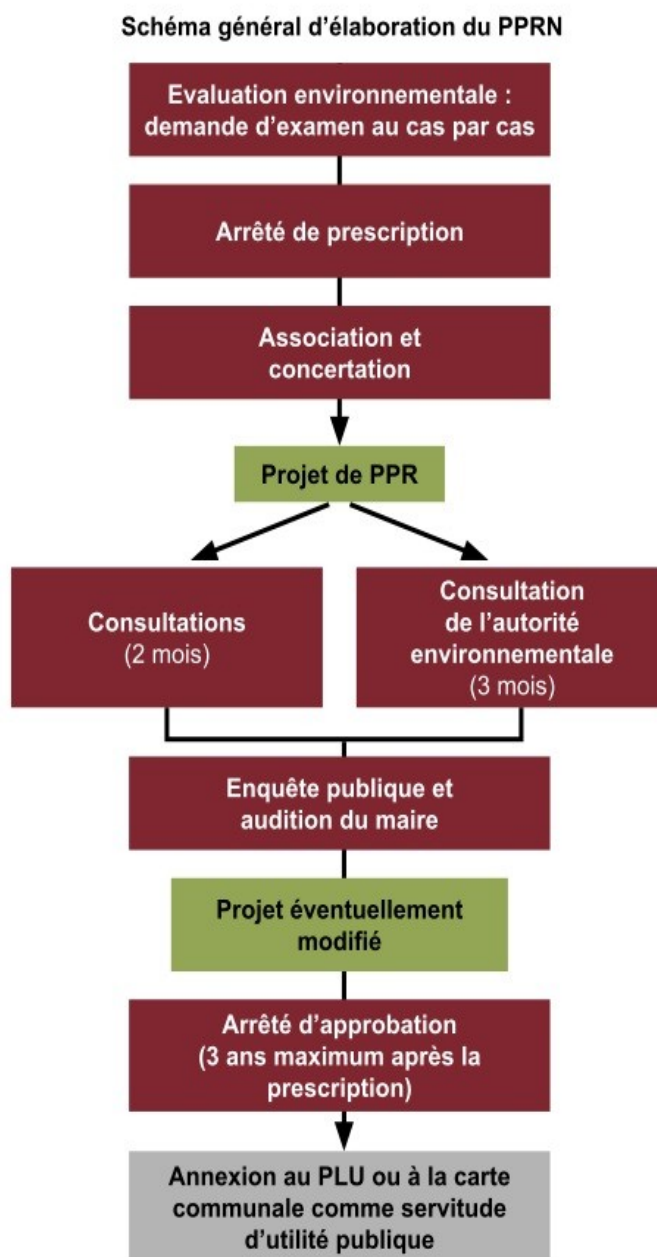 Schéma général d'élaboration du PPRN
Evaluation environnementale :
demande d'examen au cas par cas
Arrêté de prescription
Association et
concertation
Projet de PPR
Consultations
(2 mois)
Consultation
de l'autorité
environnementale
(3 mois)
Enquête publique et
audition du maire
Projet éventuellement
modifié
Arrêté d'approbation
(3 ans maximum après la
prescription)
Annexion au PLU ou à la carte
communale comme servitude
d'utilité publique